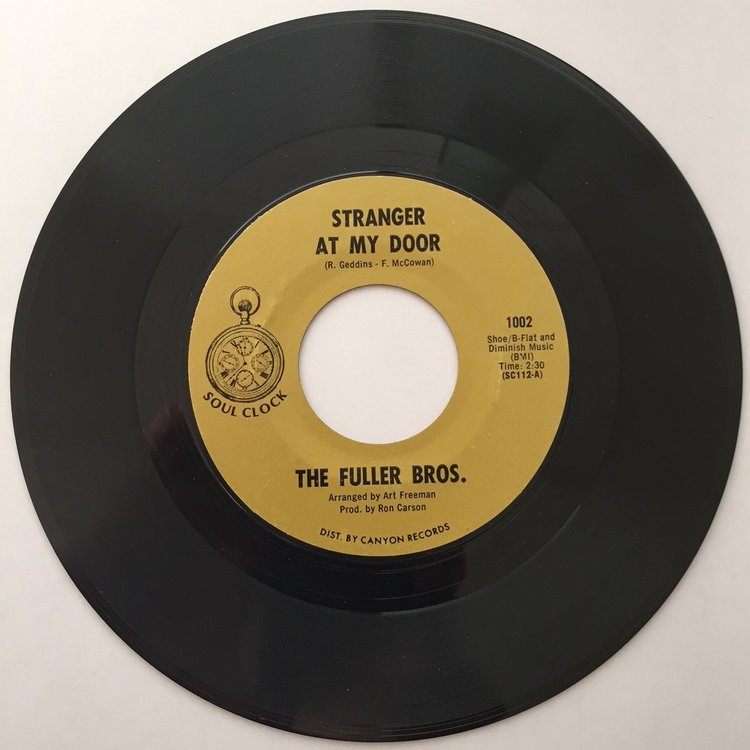 STRANGER
AT MY DOOR
(R. Geddins - F. McCowan)
1002
Shoe/B-Flat and
Diminish Music
(BMI)
Time: 2:30
(SC112-A)
SOUL CLOCK
THE FULLER BROS.
Arranged by Art Freeman
Prod. by Ron Carson
DIST. BY CANYON RECORDS